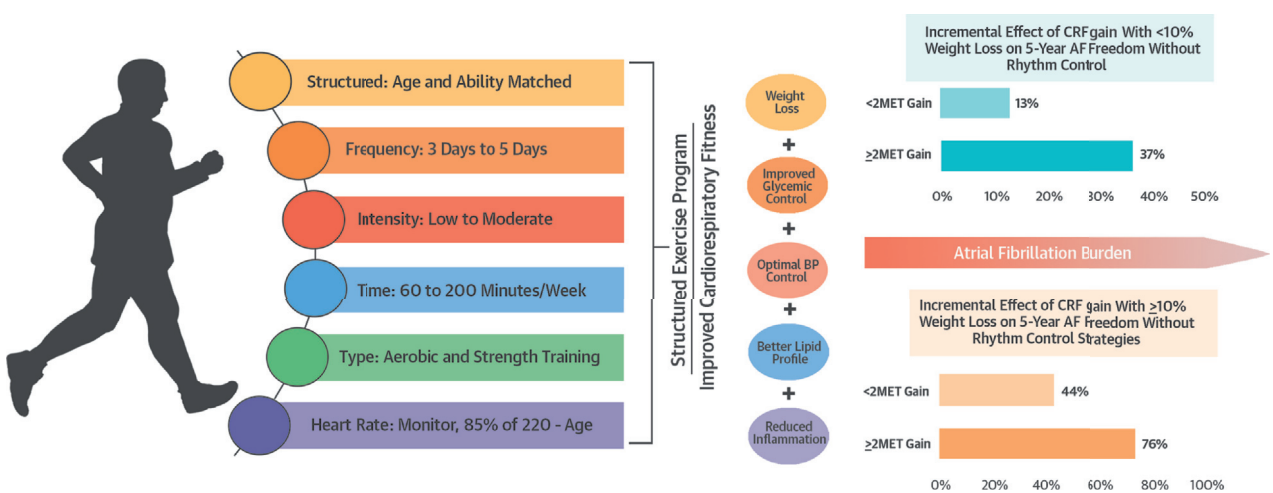 Structured: Age and Ability Matched
Frequency: 3 Days to 5 Days
Intensity: Low to Moderate
Time: 60 to 200 Minutes/Week
Type: Aerobic and Strength Training
Heart Rate: Monitor, 85% of 220 - Age
Structured Exercise Program
Improved Cardiorespiratory Fitness
Weight
Loss
+
Improved
Glycemic
Control
+
Optimal BP
Control
+
Better Lipid
Profile
+
Reduced
Inflammation
Incremental Effect of CRF gain With <10%
Weight Loss on 5-Year AF Freedom Without
Rhythm Control
<2MET Gain 13%
≥2MET Gain 37%
0% 10% 20% 30% 40% 50%
Atrial Fibrillation Burden
Incremental Effect of CRF gain With ≥10%
Weight Loss on 5-Year AF Freedom Without
Rhythm Control Strategies
<2MET Gain 44%
≥2MET Gain 76%
0% 20% 40% 60% 80% 100%